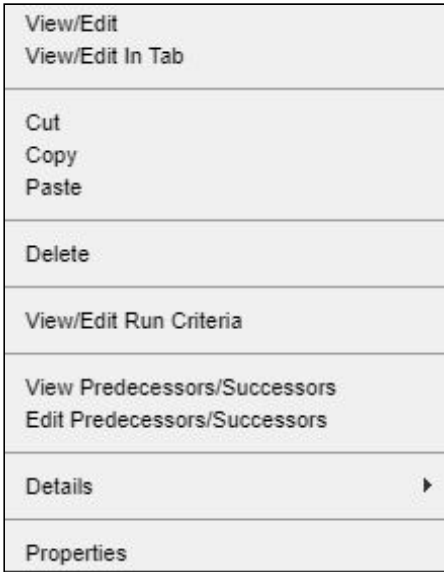 View/Edit
View/Edit In Tab
Cut
Copy
Paste
Delete
View/Edit Run Criteria
View Predecessors/Successors
Edit Predecessors/Successors
Details
Properties